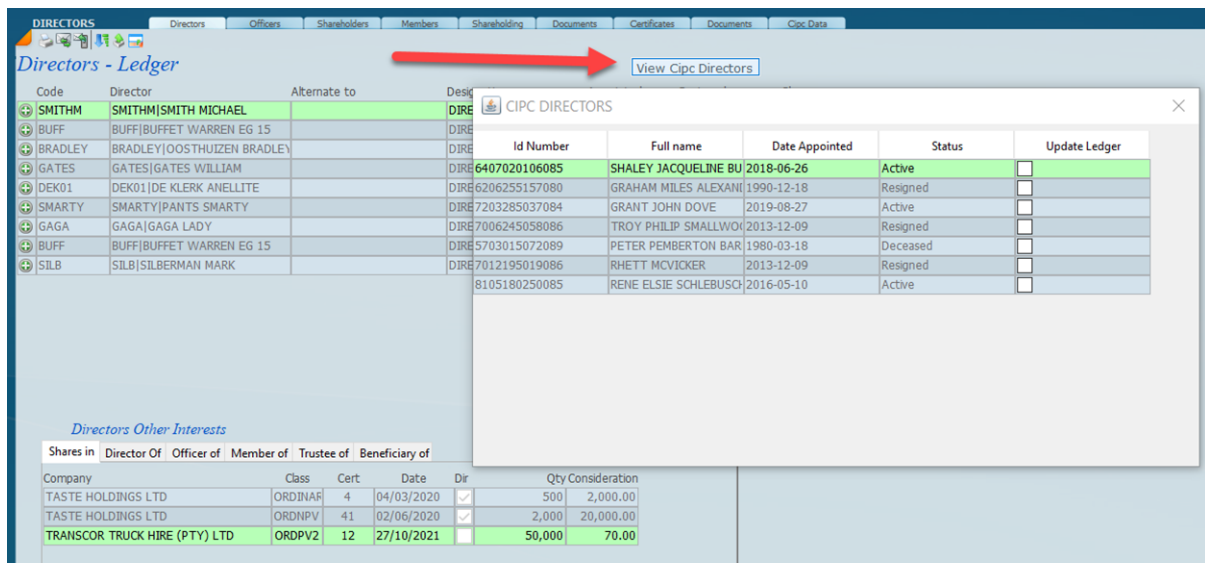 DIRECTORS Directors Officers Shareholders Members Shareholding Documents Certificates Documents Cipc Data
Directors - Ledger
View Cipc Directors
Code Director Alternate to
SMITHM SMITHM|SMITH MICHAEL DIRE
BUFF BUFF|BUFFET WARREN EG 15 DIRE
BRADLEY BRADLEY|OOSTHUIZEN BRADLEY DIRE
GATES GATES|GATES WILLIAM DIRE
DEK01 DEK01|DE KLERK ANELLITE DIRE
SMARTY SMARTY|PANTS SMARTY DIRE
GAGA GAGA|GAGA LADY DIRE
BUFF BUFF|BUFFET WARREN EG 15 DIRE
SILB SILB|SILBERMAN MARK DIRE
CIPC DIRECTORS
Id Number Full name Date Appointed Status Update Ledger
6407020106085 SHALEY JACQUELINE BU 2018-06-26 Active
6206255157080 GRAHAM MILES ALEXAN 1990-12-18 Resigned
7203285037084 GRANT JOHN DOVE 2019-08-27 Active
7006245058086 TROY PHILIP SMALLWO 2013-12-09 Resigned
5703015072089 PETER PEMBERTON BAR 1980-03-18 Deceased
7012195019086 RHETT MCVICKER 2013-12-09 Resigned
8105180250085 RENE ELSIE SCHLEBUSCH 2016-05-10 Active
Directors Other Interests
Shares in Director Of Officer of Member of Trustee of Beneficiary of
Company Class Cert Date Dir Qty Consideration
TASTE HOLDINGS LTD ORDINAR 4 04/03/2020 500 2,000.00
TASTE HOLDINGS LTD ORDNPV 41 02/06/2020 2,000 20,000.00
TRANSCOR TRUCK HIRE (PTY) LTD ORDPV2 12 27/10/2021 50,000 70.00